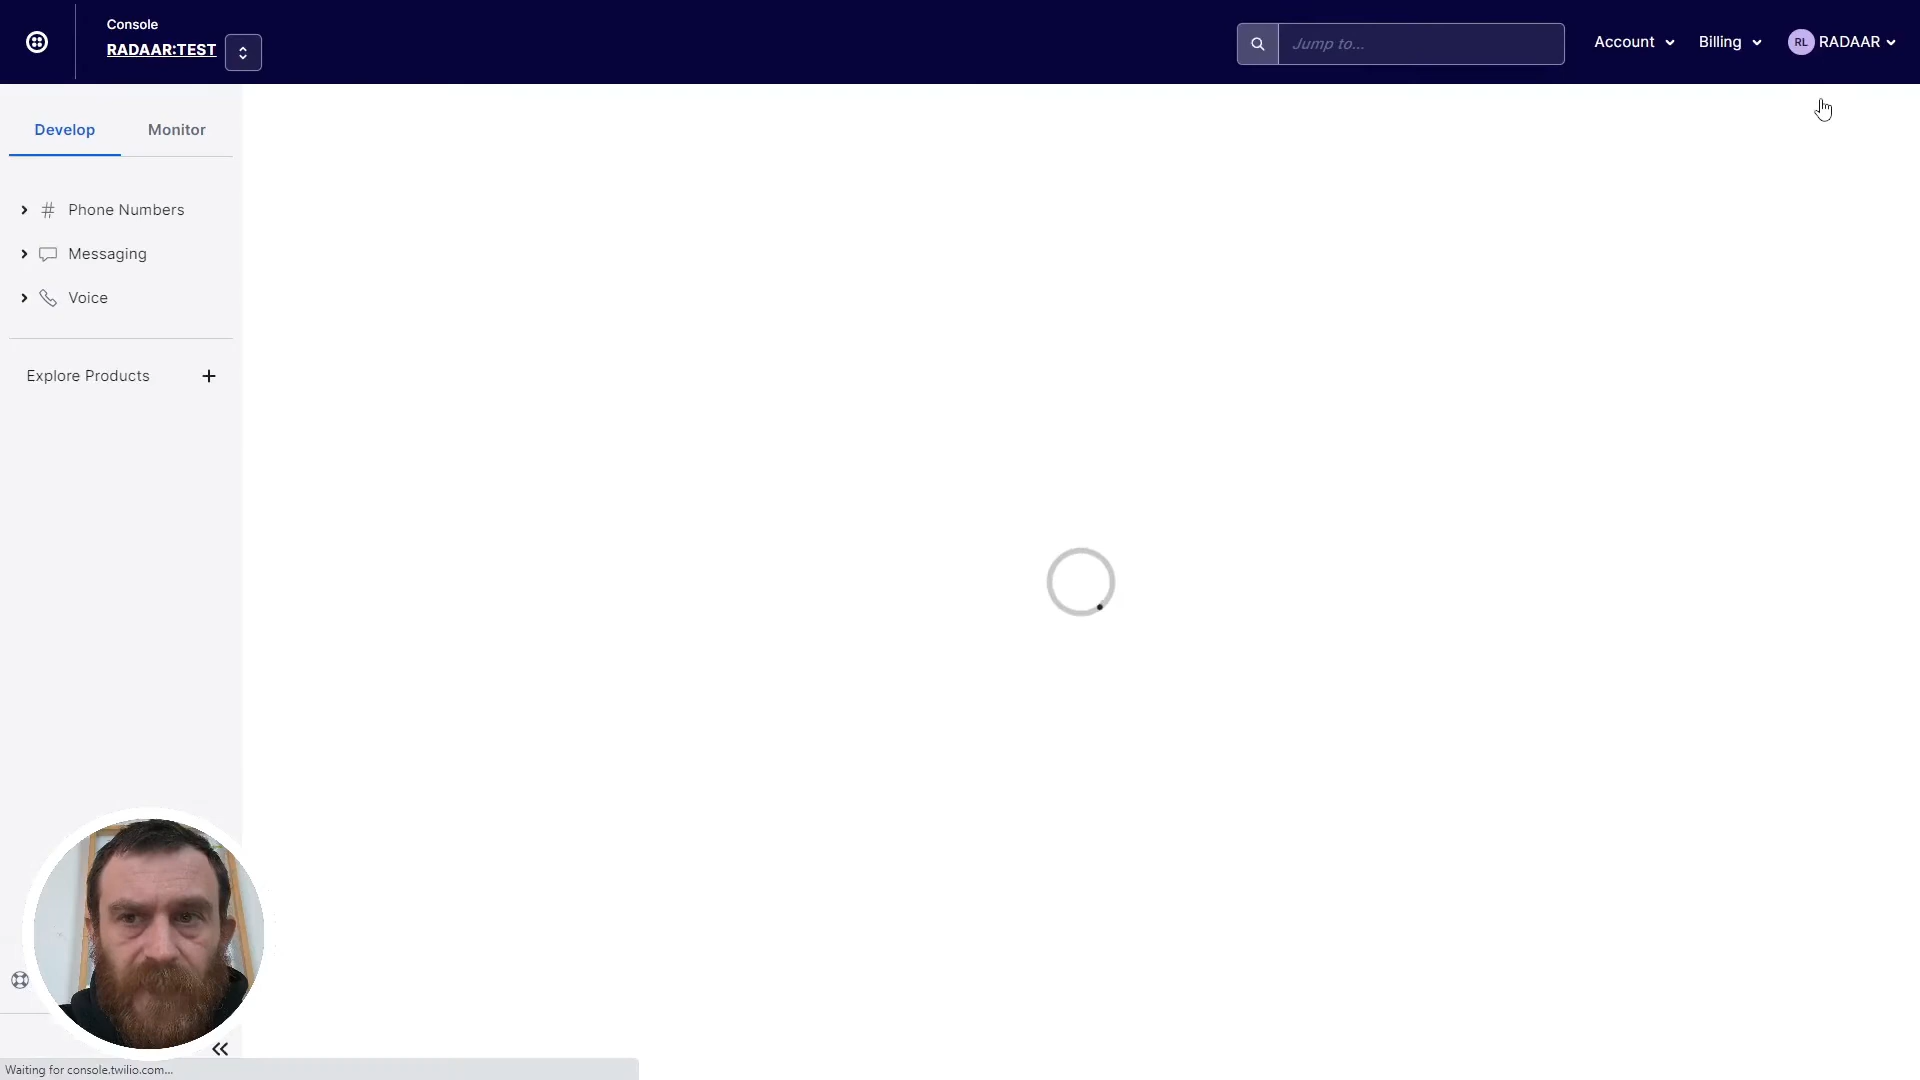 Console
RADAAR:TEST
Jump to...
Account
Billing
RL
RADAAR
Develop
Monitor
Phone Numbers
Messaging
Voice
Explore Products
Waiting for console.twilio.com...